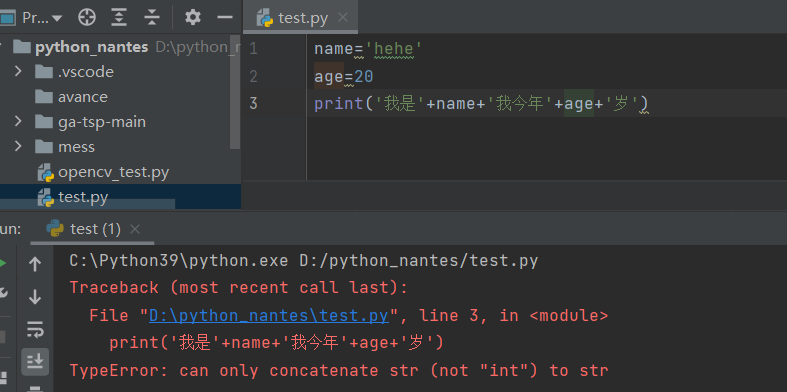 Pr...
test.py
python_nantes D:\python_n
.vscode
avance
ga-tsp-main
mess
opencv_test.py
test.py
1 name='hehe'
2 age=20
3 print('我是'+name+'我今年'+age+'岁')
un: test (1)
C:\Python39\python.exe D:/python_nantes/test.py
Traceback (most recent call last):
File "D:\python_nantes\test.py", line 3, in <module>
print('我是'+name+'我今年'+age+'岁')
TypeError: can only concatenate str (not "int") to str